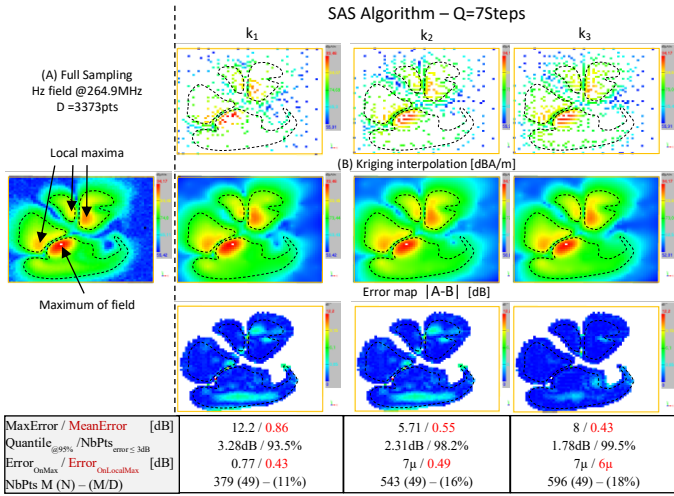 SAS Algorithm – Q=7Steps
k1
k2
k3
(A) Full Sampling
Hz field @264.9MHz
D =3373pts
Local maxima
(B) Kriging interpolation [dBA/m]
Maximum of field
Error map |A-B| [dB]
MaxError / MeanError [dB] 12.2 / 0.86 5.71 / 0.55 8 / 0.43
Quantile@95% /NbPts error ≤ 3dB 3.28dB / 93.5% 2.31dB / 98.2% 1.78dB / 99.5%
ErrorOnMax / ErrorOnLocalMax [dB] 0.77 / 0.43 7μ / 0.49 7μ / 6μ
NbPts M (N) – (M/D) 379 (49) – (11%) 543 (49) – (16%) 596 (49) – (18%)